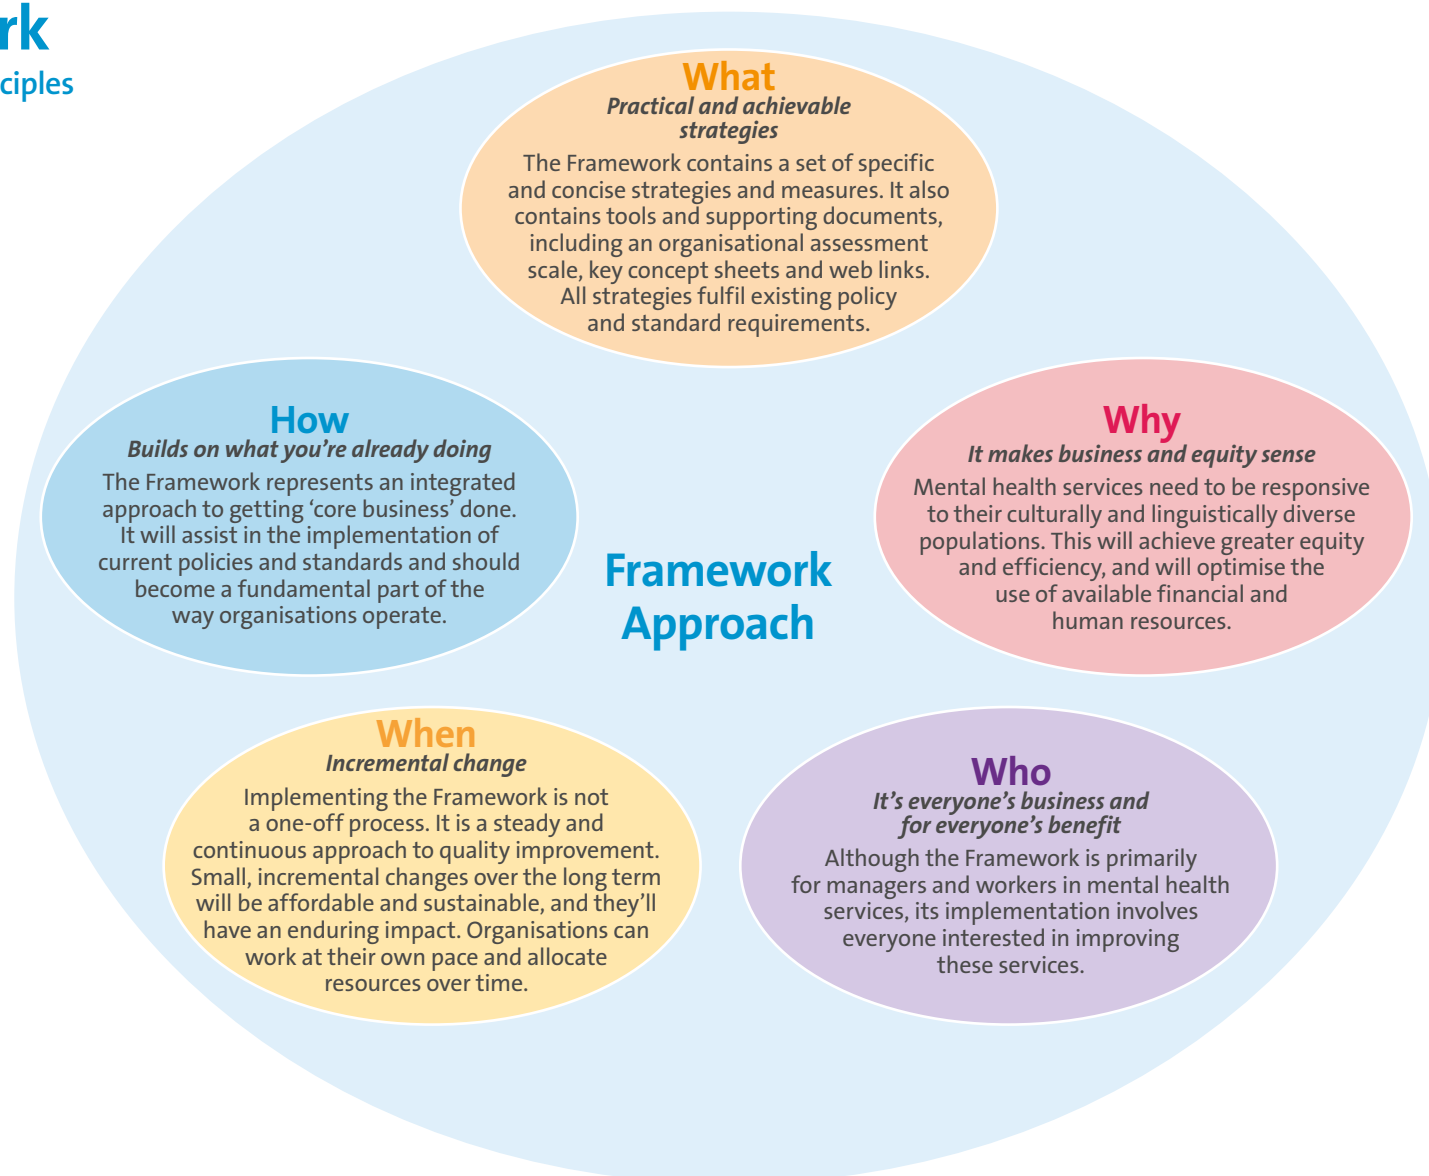 rk
ciples
What
Practical and achievable
strategies
The Framework contains a set of specific
and concise strategies and measures. It also
contains tools and supporting documents,
including an organisational assessment
scale, key concept sheets and web links.
All strategies fulfil existing policy
and standard requirements.
How
Builds on what you’re already doing
The Framework represents an integrated
approach to getting ‘core business’ done.
It will assist in the implementation of
current policies and standards and should
become a fundamental part of the
way organisations operate.
Framework
Approach
Why
It makes business and equity sense
Mental health services need to be responsive
to their culturally and linguistically diverse
populations. This will achieve greater equity
and efficiency, and will optimise the
use of available financial and
human resources.
When
Incremental change
Implementing the Framework is not
a one-off process. It is a steady and
continuous approach to quality improvement.
Small, incremental changes over the long term
will be affordable and sustainable, and they’ll
have an enduring impact. Organisations can
work at their own pace and allocate
resources over time.
Who
It’s everyone’s business and
for everyone’s benefit
Although the Framework is primarily
for managers and workers in mental health
services, its implementation involves
everyone interested in improving
these services.